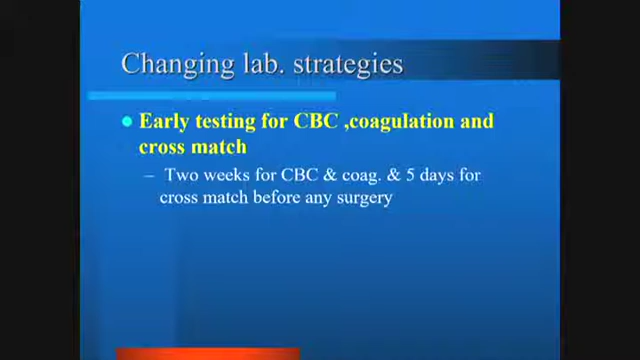 Changing lab. strategies
Early testing for CBC ,coagulation and
cross match
– Two weeks for CBC & coag. & 5 days for
cross match before any surgery